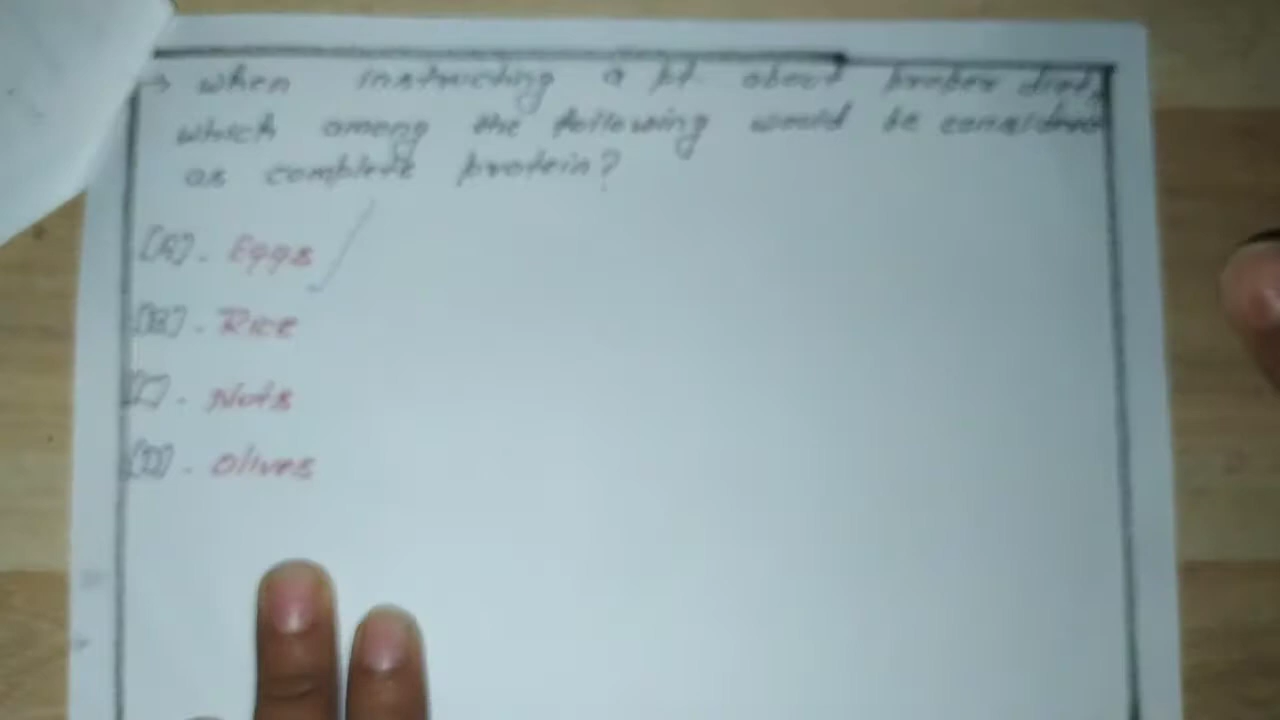 → When instructing a pt. about proper diet,
which among the following would be considered
as complete protein?
[A]. Eggs
[B]. Rice
[C]. Nuts
[D]. Olives